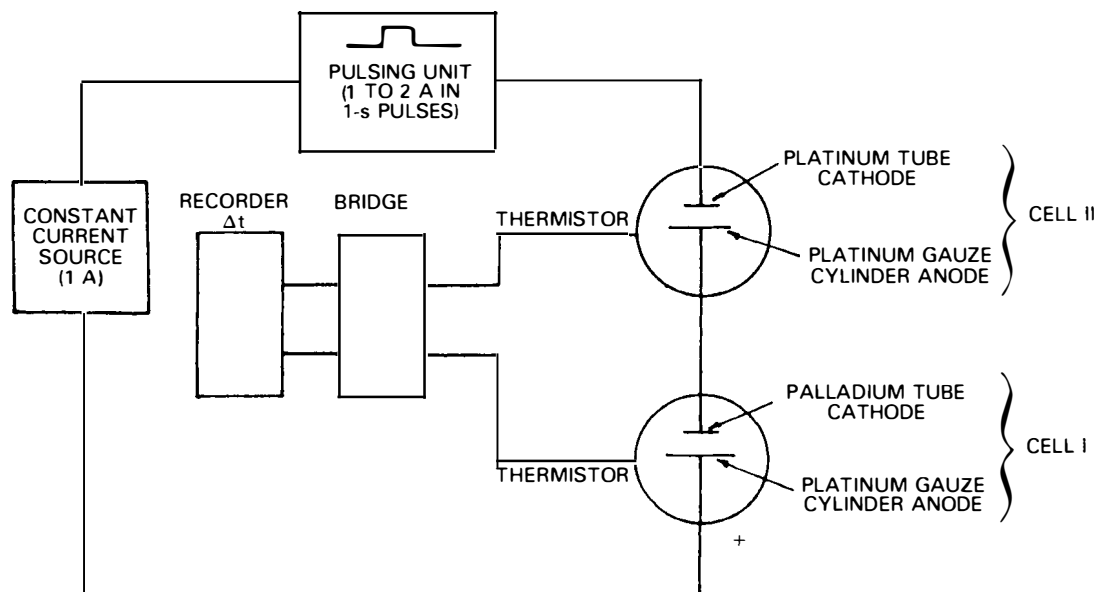 PULSING UNIT
(1 TO 2 A IN
1-s PULSES)
CONSTANT
CURRENT
SOURCE
(1 A)
RECORDER
Δt
BRIDGE
THERMISTOR
THERMISTOR
PLATINUM TUBE
CATHODE
PLATINUM GAUZE
CYLINDER ANODE
CELL II
PALLADIUM TUBE
CATHODE
PLATINUM GAUZE
CYLINDER ANODE
CELL I
+